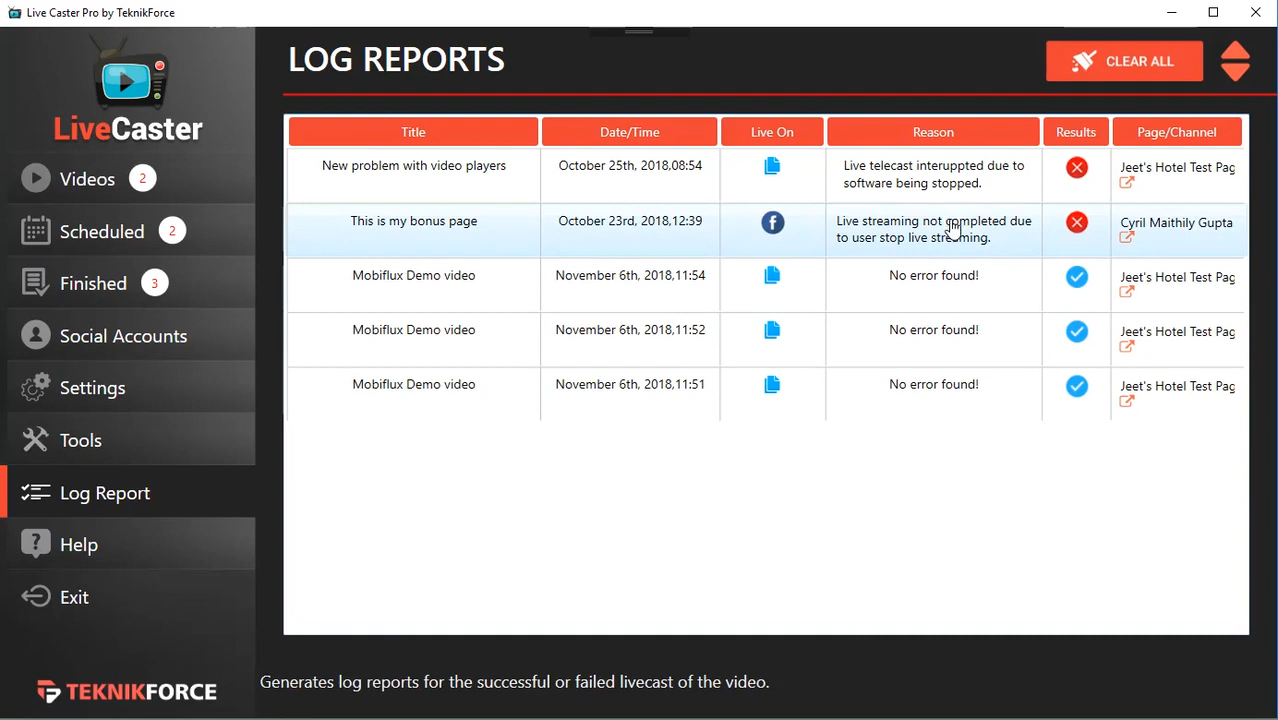 Live Caster Pro by TeknikForce
LiveCaster
Videos 2
Scheduled 2
Finished 3
Social Accounts
Settings
Tools
Log Report
Help
Exit
TEKNIKFORCE
LOG REPORTS
CLEAR ALL
Title Date/Time Live On Reason Results Page/Channel
New problem with video players October 25th, 2018,08:54 Live telecast interuppted due to Jeet's Hotel Test Pag
software being stopped.
This is my bonus page October 23rd, 2018,12:39 Live streaming not completed due Cyril Maithily Gupta
to user stop live streaming.
Mobiflux Demo video November 6th, 2018,11:54 No error found! Jeet's Hotel Test Pag
Mobiflux Demo video November 6th, 2018,11:52 No error found! Jeet's Hotel Test Pag
Mobiflux Demo video November 6th, 2018,11:51 No error found! Jeet's Hotel Test Pag
Generates log reports for the successful or failed livecast of the video.